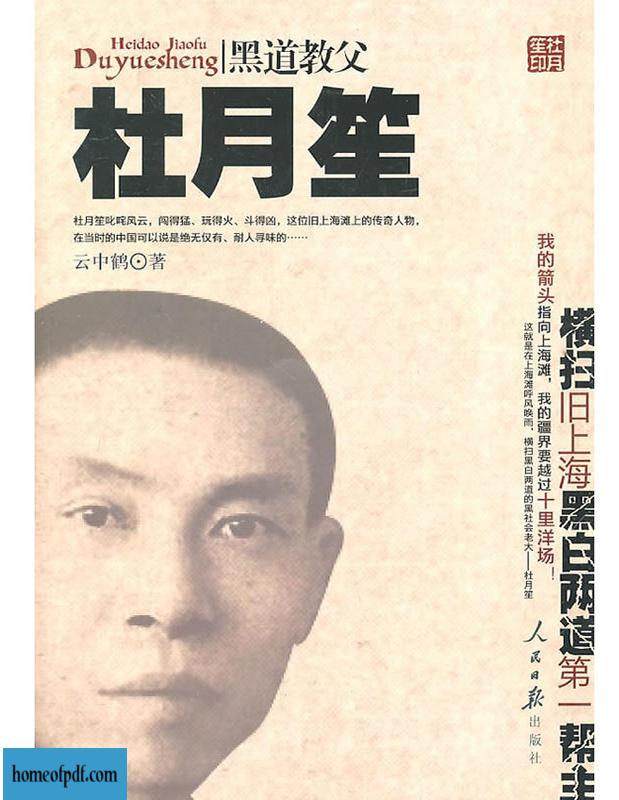 Heidao Jiaofu
Duyuesheng
黑道教父
杜月笙
杜月笙印
杜月笙叱咤风云，闯得猛、玩得火、斗得凶，这位旧上海滩上的传奇人物，
在当时的中国可以说是绝无仅有、耐人寻味的……
云中鹤⊙著
横扫旧上海黑白两道第一帮主
我的箭头指向上海滩，我的疆界要越过十里洋场！
这就是在上海滩呼风唤雨、横扫黑白两道的黑社会老大——杜月笙
人民日报出版社
homeofpdf.com